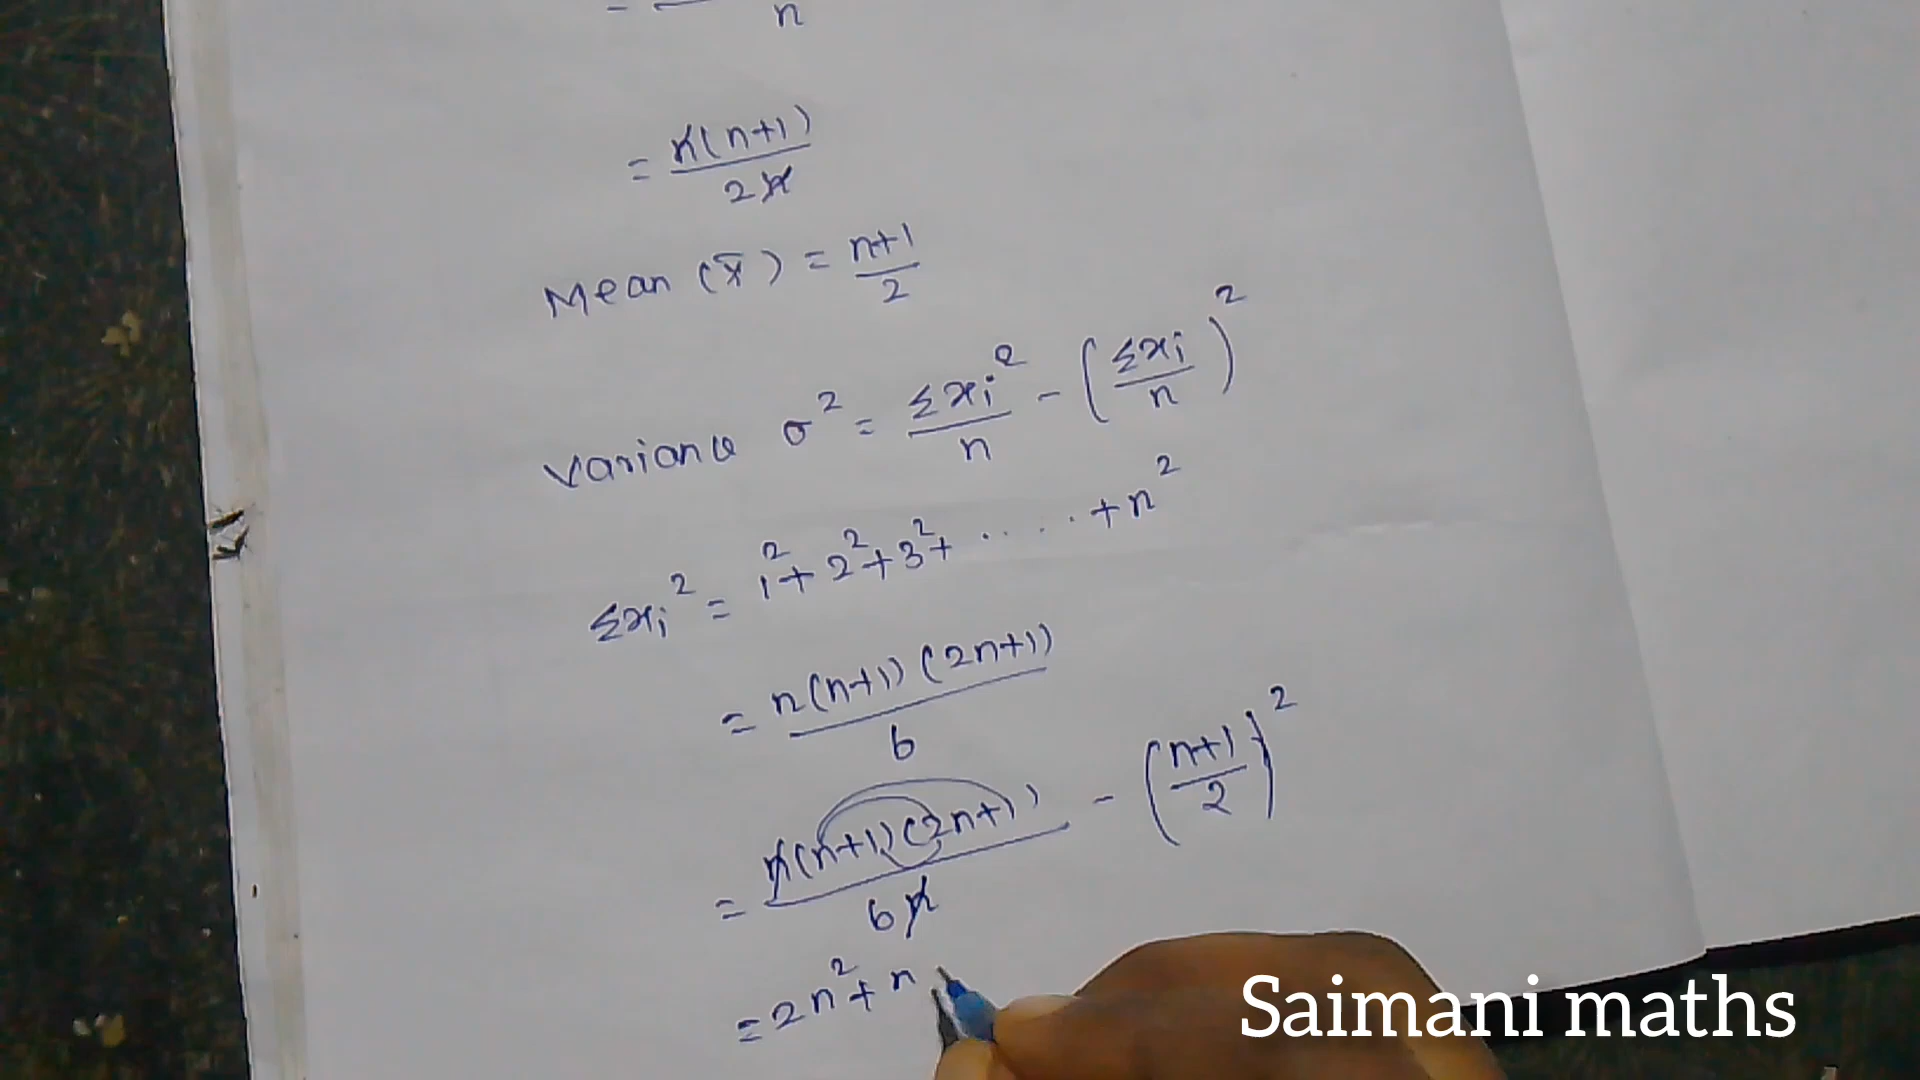 = n
= n(n+1)/2n
Mean (x̄) = n+1/2
Variance σ² = Σxi²/n - (Σxi/n)²
Σxi² = 1²+2²+3²+ ..... +n²
= n(n+1)(2n+1)/6
= n(n+1)(2n+1)/6n - (n+1/2)²
= 2n²+n
Saimani maths